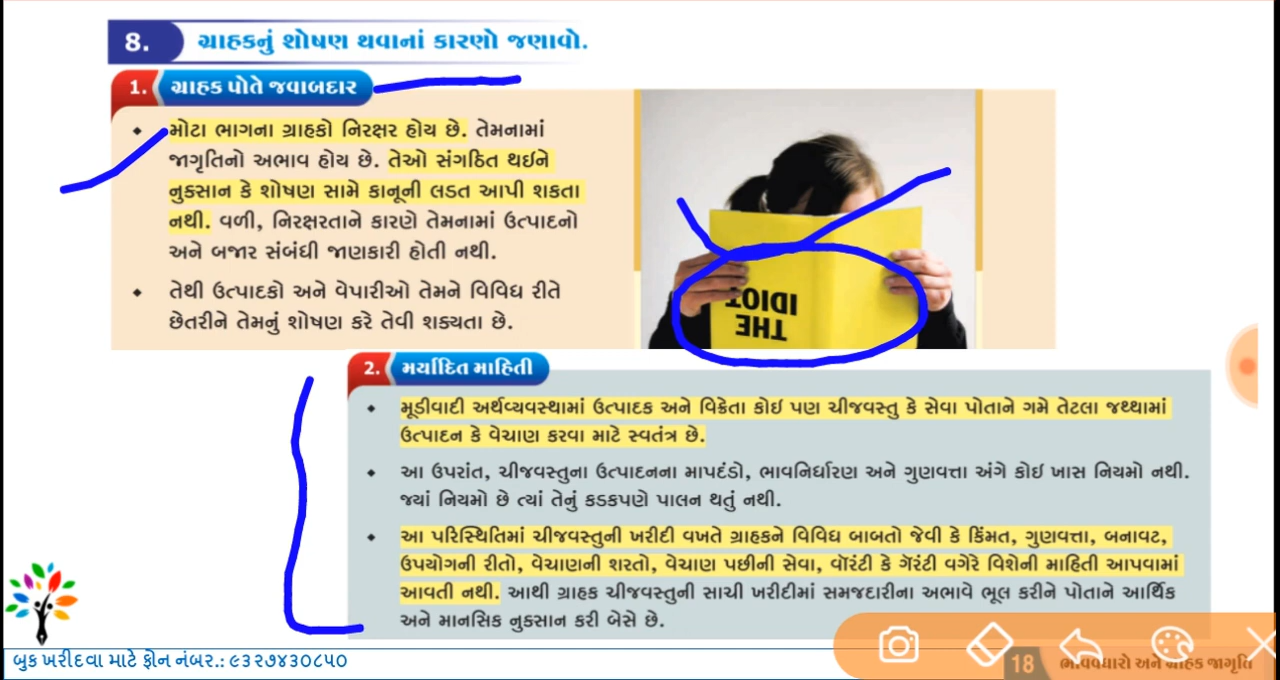 8. ગ્રાહકનું શોષણ થવાનાં કારણો જણાવો.
1. ગ્રાહક પોતે જવાબદાર
• મોટા ભાગના ગ્રાહકો નિરક્ષર હોય છે. તેમનામાં
જાગૃતિનો અભાવ હોય છે. તેઓ સંગઠિત થઈને
નુકસાન કે શોષણ સામે કાનૂની લડત આપી શકતા
નથી. વળી, નિરક્ષરતાને કારણે તેમનામાં ઉત્પાદનો
અને બજાર સંબંધી જાણકારી હોતી નથી.
• તેથી ઉત્પાદકો અને વેપારીઓ તેમને વિવિધ રીતે
છેતરીને તેમનું શોષણ કરે તેવી શક્યતા છે.
THE
IDIOT
2. મર્યાદિત માહિતી
• મૂડીવાદી અર્થવ્યવસ્થામાં ઉત્પાદક અને વિક્રેતા કોઈ પણ ચીજવસ્તુ કે સેવા પોતાને ગમે તેટલા જથ્થામાં
ઉત્પાદન કે વેચાણ કરવા માટે સ્વતંત્ર છે.
• આ ઉપરાંત, ચીજવસ્તુના ઉત્પાદનના માપદંડો, ભાવનિર્ધારણ અને ગુણવત્તા અંગે કોઈ ખાસ નિયમો નથી.
જ્યાં નિયમો છે ત્યાં તેનું કડકપણે પાલન થતું નથી.
• આ પરિસ્થિતિમાં ચીજવસ્તુની ખરીદી વખતે ગ્રાહકને વિવિધ બાબતો જેવી કે કિંમત, ગુણવત્તા, બનાવટ,
ઉપયોગની રીતો, વેચાણની શરતો, વેચાણ પછીની સેવા, વૉરંટી કે ગૅરંટી વગેરે વિશેની માહિતી આપવામાં
આવતી નથી. આથી ગ્રાહક ચીજવસ્તુની સાચી ખરીદીમાં સમજદારીના અભાવે ભૂલ કરીને પોતાને આર્થિક
અને માનસિક નુકસાન કરી બેસે છે.
બુક ખરીદવા માટે ફોન નંબર.: ૯૩૨૭૪૩૦૮૫૦
18 ભાવવધારો અને ગ્રાહક જાગૃતિ